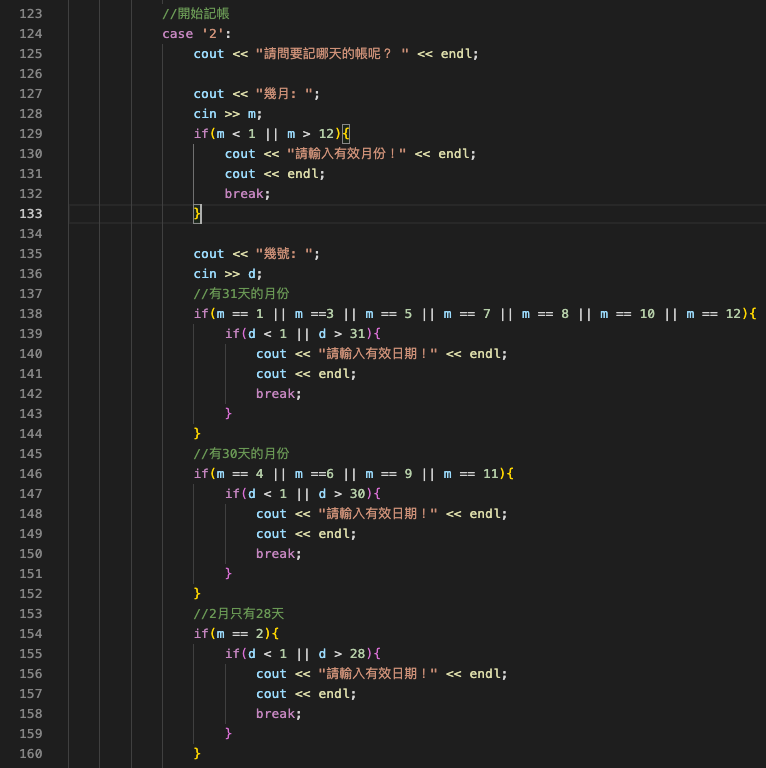 123 //開始記帳
124 case '2':
125 cout << "請問要記哪天的帳呢？ " << endl;
126
127 cout << "幾月: ";
128 cin >> m;
129 if(m < 1 || m > 12){
130 cout << "請輸入有效月份！" << endl;
131 cout << endl;
132 break;
133 }
134
135 cout << "幾號: ";
136 cin >> d;
137 //有31天的月份
138 if(m == 1 || m ==3 || m == 5 || m == 7 || m == 8 || m == 10 || m == 12){
139 if(d < 1 || d > 31){
140 cout << "請輸入有效日期！" << endl;
141 cout << endl;
142 break;
143 }
144 }
145 //有30天的月份
146 if(m == 4 || m ==6 || m == 9 || m == 11){
147 if(d < 1 || d > 30){
148 cout << "請輸入有效日期！" << endl;
149 cout << endl;
150 break;
151 }
152 }
153 //2月只有28天
154 if(m == 2){
155 if(d < 1 || d > 28){
156 cout << "請輸入有效日期！" << endl;
157 cout << endl;
158 break;
159 }
160 }